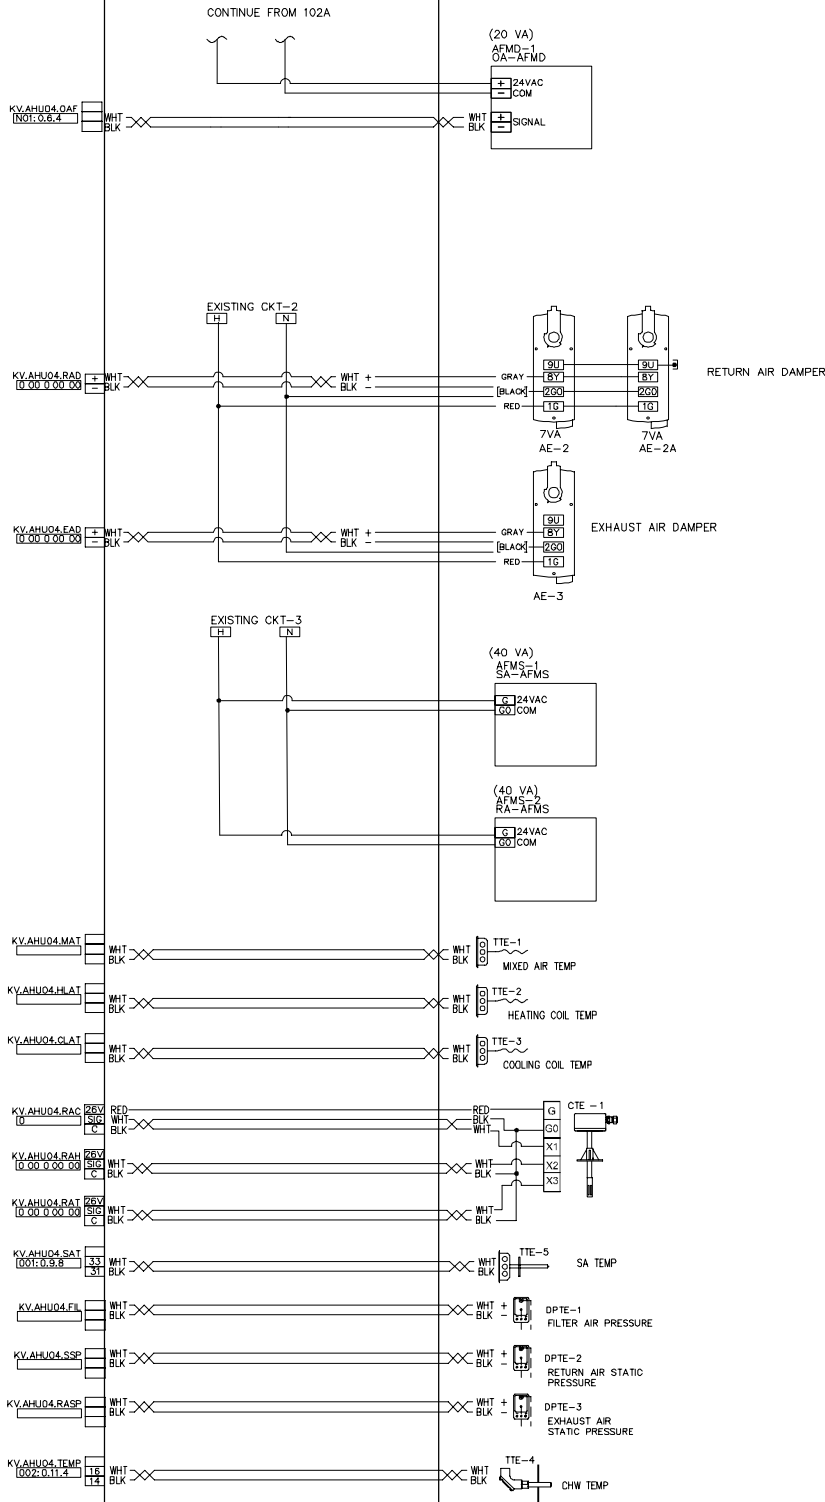 CONTINUE FROM 102A
(20 VA)
AFMD-1
OA-AFMD
+ 24VAC
- COM
KV.AHU04.OAF
N01:0.6.4
WHT
BLK
WHT
BLK
+
-
SIGNAL
EXISTING CKT-2
H
N
9U
9U
KV.AHU04.RAD
0 00 0 00 00
+
-
WHT
BLK
WHT +
BLK -
GRAY
8Y
8Y
RETURN AIR DAMPER
[BLACK]
2G0
2G0
RED
1G
1G
7VA
AE-2
7VA
AE-2A
9U
EXHAUST AIR DAMPER
KV.AHU04.EAD
0 00 0 00 00
+
-
WHT
BLK
WHT +
BLK -
GRAY
8Y
[BLACK]
2G0
RED
1G
AE-3
EXISTING CKT-3
H
N
(40 VA)
AFMS-1
SA-AFMS
G 24VAC
G0 COM
(40 VA)
AFMS-2
RA-AFMS
G 24VAC
G0 COM
KV.AHU04.MAT
WHT
BLK
WHT
BLK
TTE-1
MIXED AIR TEMP
KV.AHU04.HLAT
WHT
BLK
WHT
BLK
TTE-2
HEATING COIL TEMP
KV.AHU04.CLAT
WHT
BLK
WHT
BLK
TTE-3
COOLING COIL TEMP
KV.AHU04.RAC
0
26V
SIG
C
RED
WHT
BLK
RED
BLK
WHT
G
G0
X1
X2
X3
CTE -1
KV.AHU04.RAH
0 00 0 00 00
26V
SIG
C
WHT
BLK
WHT
BLK
KV.AHU04.RAT
0 00 0 00 00
26V
SIG
C
WHT
BLK
WHT
BLK
KV.AHU04.SAT
001:0.9.8
33
31
WHT
BLK
WHT
BLK
TTE-5
SA TEMP
KV.AHU04.FIL
WHT
BLK
WHT +
BLK -
DPTE-1
FILTER AIR PRESSURE
KV.AHU04.SSP
WHT
BLK
WHT +
BLK -
DPTE-2
RETURN AIR STATIC
PRESSURE
KV.AHU04.RASP
WHT
BLK
WHT +
BLK -
DPTE-3
EXHAUST AIR
STATIC PRESSURE
KV.AHU04.TEMP
002:0.11.4
16
14
WHT
BLK
WHT
BLK
TTE-4
CHW TEMP